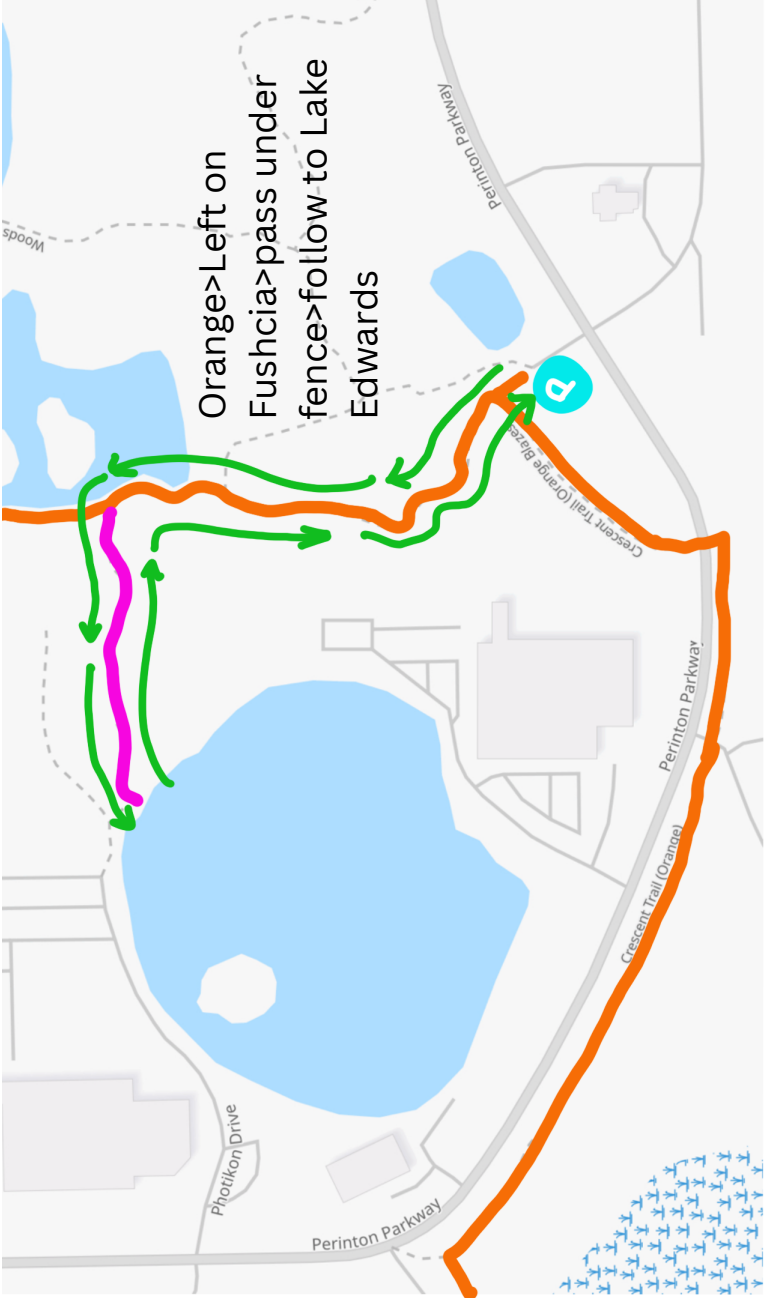 Orange>Left on
Fushcia>pass under
fence>follow to Lake
Edwards
Perinton Parkway
Woods
P
Crescent Trail (Orange Blazes
Perinton Parkway
Crescent Trail (Orange)
Photikon Drive
Perinton Parkway